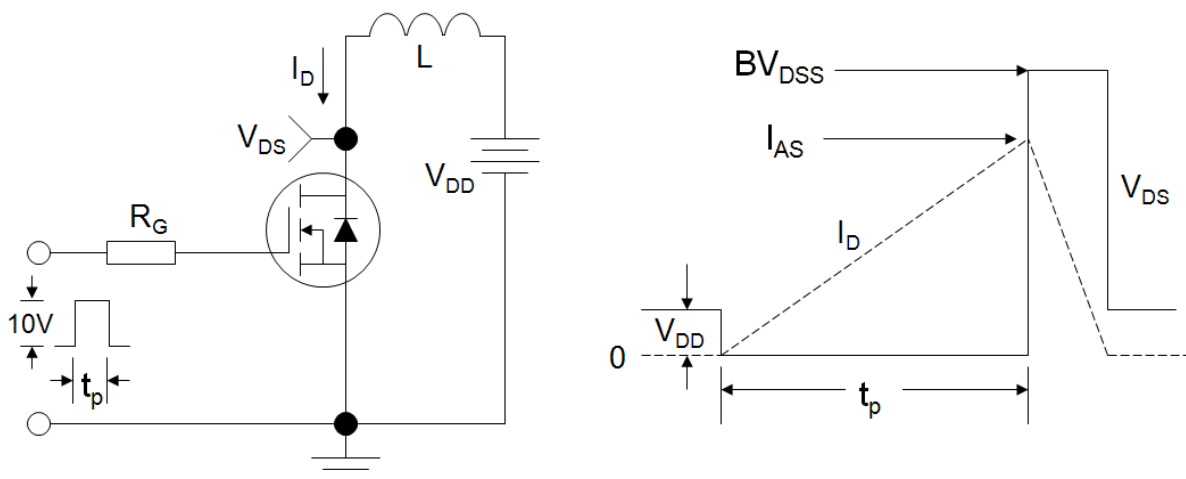 I_D
L
V_DS
V_DD
R_G
10V
t_p
BV_DSS
I_AS
V_DS
I_D
V_DD
0
t_p